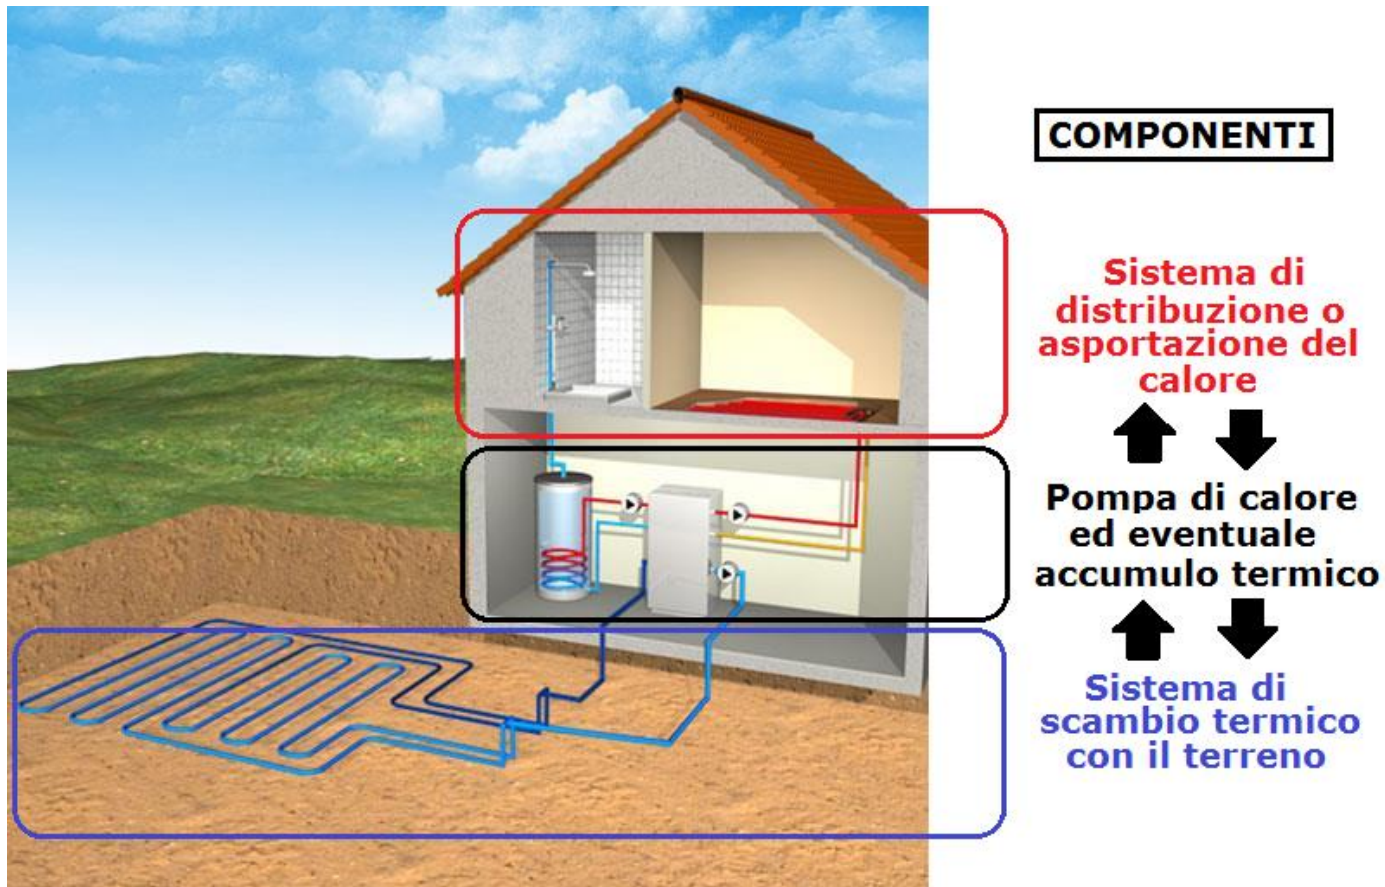 COMPONENTI
Sistema di
distribuzione o
asportazione del
calore
Pompa di calore
ed eventuale
accumulo termico
Sistema di
scambio termico
con il terreno